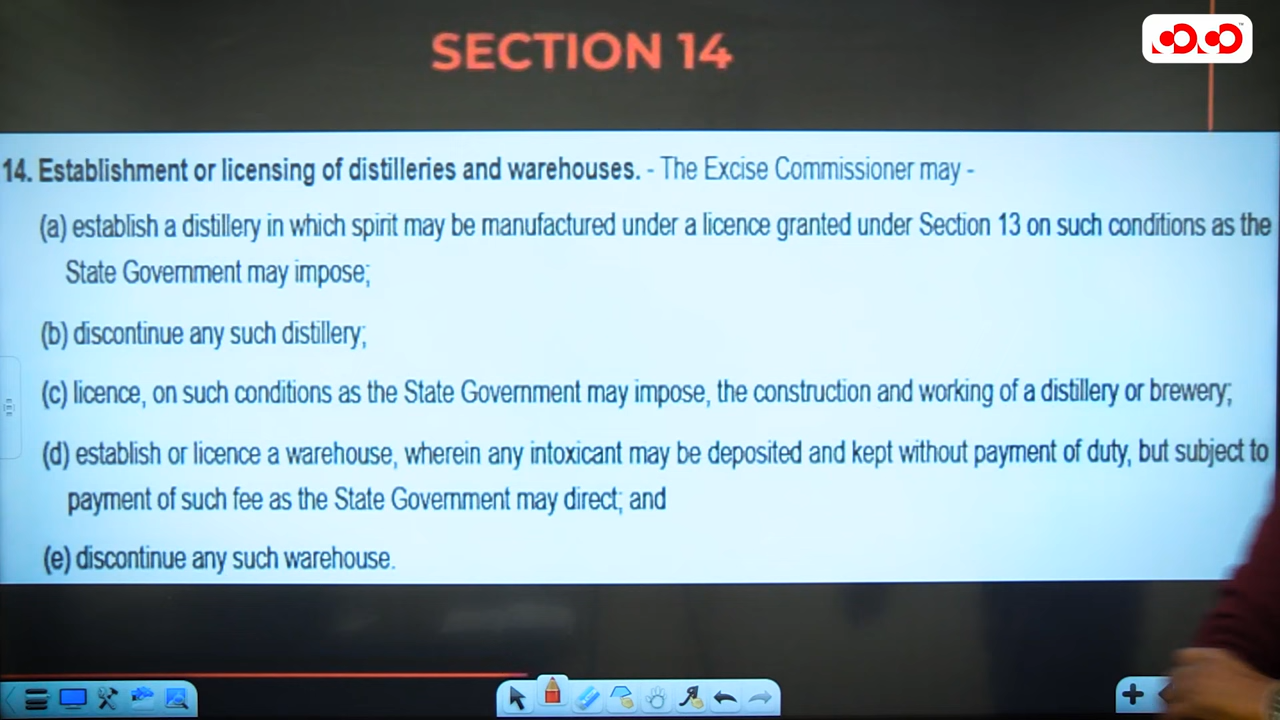 SECTION 14
14. Establishment or licensing of distilleries and warehouses. - The Excise Commissioner may -
(a) establish a distillery in which spirit may be manufactured under a licence granted under Section 13 on such conditions as the
State Government may impose;
(b) discontinue any such distillery;
(c) licence, on such conditions as the State Government may impose, the construction and working of a distillery or brewery;
(d) establish or licence a warehouse, wherein any intoxicant may be deposited and kept without payment of duty, but subject to
payment of such fee as the State Government may direct; and
(e) discontinue any such warehouse.